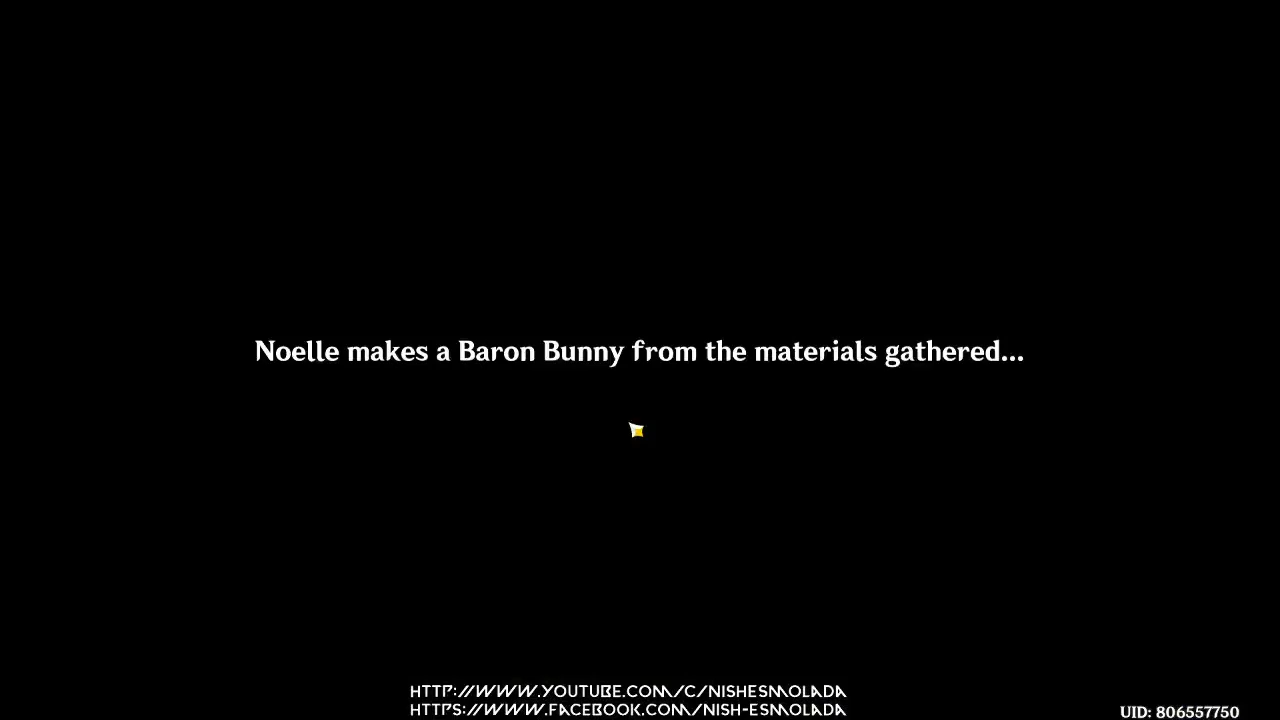 Noelle makes a Baron Bunny from the materials gathered...
HTTP://WWW.YOUTUBE.COM/C/NISHESMOLADA
HTTPS://WWW.FACEBOOK.COM/NISH-ESMOLADA
UID: 806557750